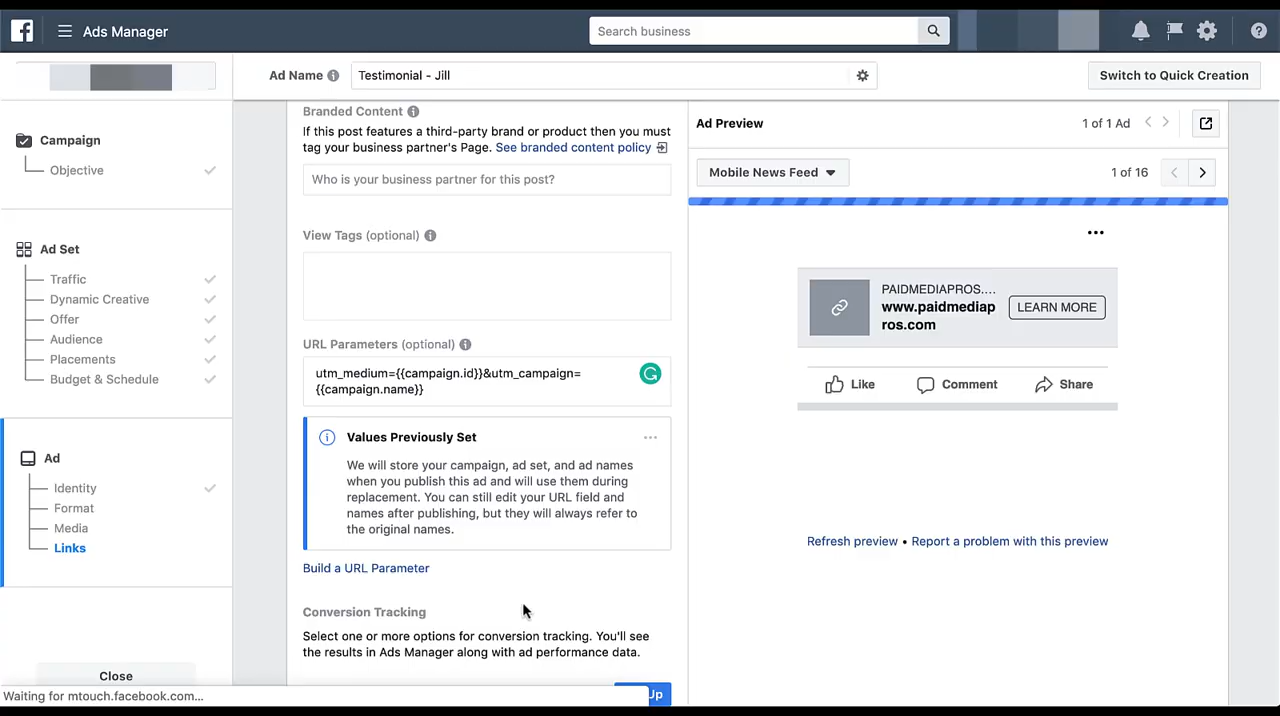 Ads Manager
Search business
Ad Name
Testimonial - Jill
Switch to Quick Creation
Campaign
Objective
Ad Set
Traffic
Dynamic Creative
Offer
Audience
Placements
Budget & Schedule
Ad
Identity
Format
Media
Links
Close
Waiting for mtouch.facebook.com...
Branded Content
If this post features a third-party brand or product then you must
tag your business partner's Page. See branded content policy
Who is your business partner for this post?
View Tags (optional)
URL Parameters (optional)
utm_medium={{campaign.id}}&utm_campaign=
{{campaign.name}}
Values Previously Set
We will store your campaign, ad set, and ad names
when you publish this ad and will use them during
replacement. You can still edit your URL field and
names after publishing, but they will always refer to
the original names.
Build a URL Parameter
Conversion Tracking
Select one or more options for conversion tracking. You'll see
the results in Ads Manager along with ad performance data.
Up
Ad Preview
1 of 1 Ad
Mobile News Feed
1 of 16
PAIDMEDIAPROS....
www.paidmediap
ros.com
LEARN MORE
Like
Comment
Share
Refresh preview • Report a problem with this preview